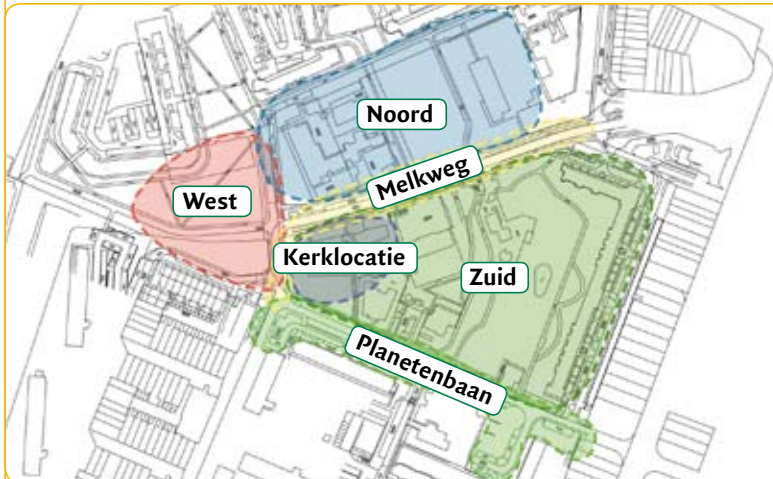 Noord
Melkweg
West
Kerklocatie
Zuid
Planetenbaan